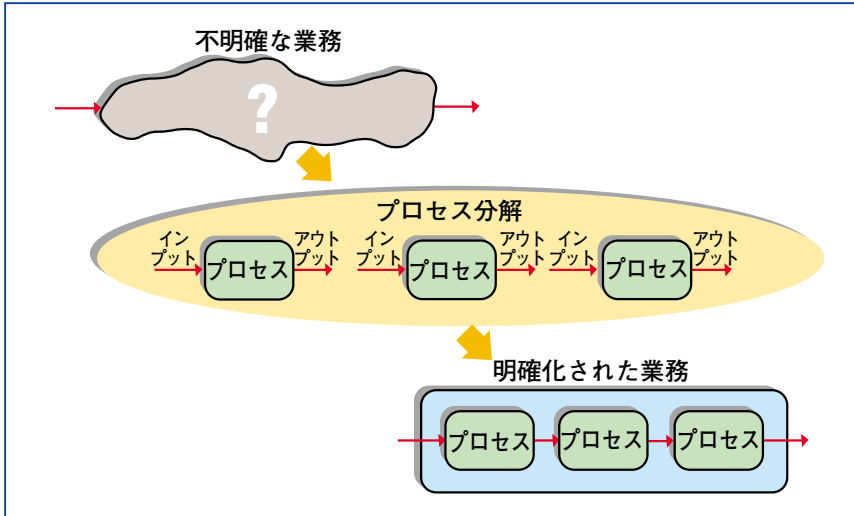 不明確な業務
?
プロセス分解
イン
プット
プロセス
アウト
プット
イン
プット
プロセス
アウト
プット
イン
プット
プロセス
アウト
プット
明確化された業務
プロセス
プロセス
プロセス